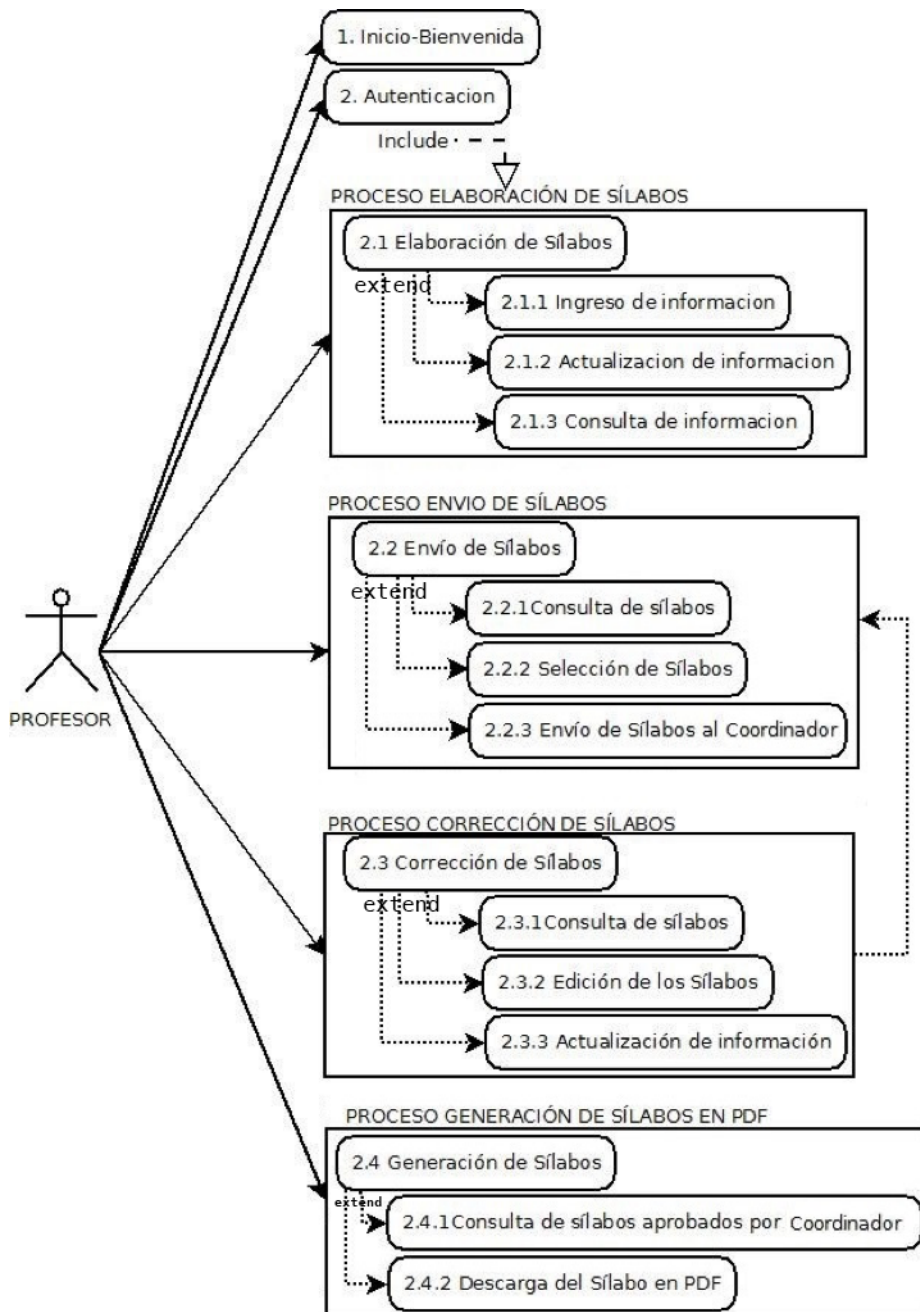 1. Inicio-Bienvenida
2. Autenticacion
Include
PROCESO ELABORACIÓN DE SÍLABOS
2.1 Elaboración de Sílabos
extend
2.1.1 Ingreso de informacion
2.1.2 Actualizacion de informacion
2.1.3 Consulta de informacion
PROCESO ENVIO DE SÍLABOS
2.2 Envío de Sílabos
extend
2.2.1Consulta de sílabos
2.2.2 Selección de Sílabos
2.2.3 Envío de Sílabos al Coordinador
PROFESOR
PROCESO CORRECCIÓN DE SÍLABOS
2.3 Corrección de Sílabos
extend
2.3.1Consulta de sílabos
2.3.2 Edición de los Sílabos
2.3.3 Actualización de información
PROCESO GENERACIÓN DE SÍLABOS EN PDF
2.4 Generación de Sílabos
extend
2.4.1Consulta de sílabos aprobados por Coordinador
2.4.2 Descarga del Sílabo en PDF